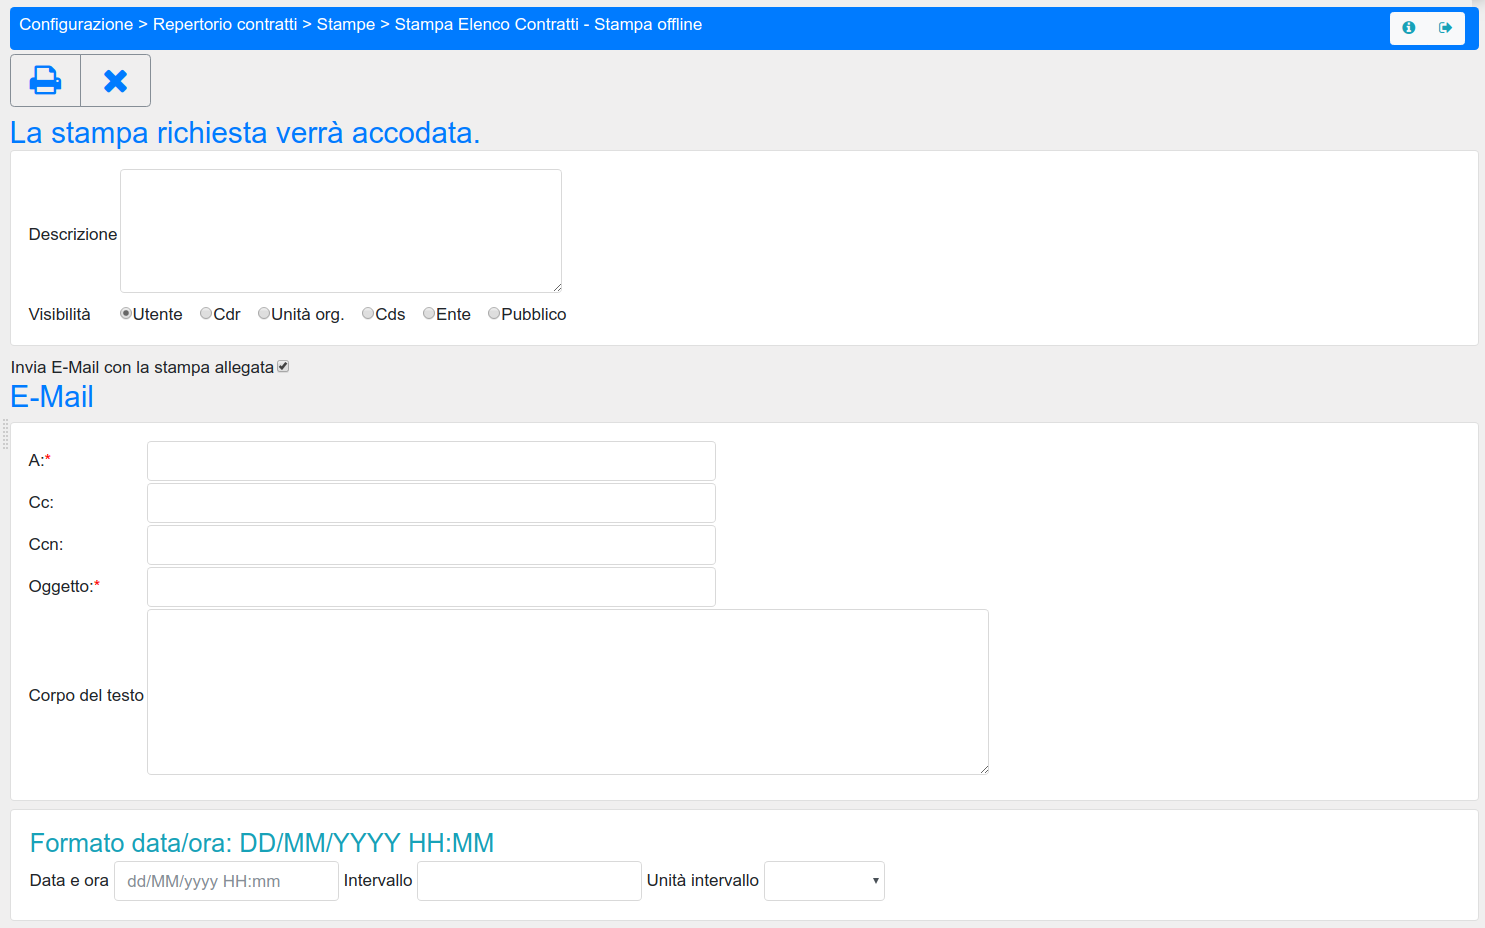 Configurazione > Repertorio contratti > Stampe > Stampa Elenco Contratti - Stampa offline
La stampa richiesta verrà accodata.
Descrizione
Visibilità Utente Cdr Unità org. Cds Ente Pubblico
Invia E-Mail con la stampa allegata
E-Mail
A:*
Cc:
Ccn:
Oggetto:*
Corpo del testo
Formato data/ora: DD/MM/YYYY HH:MM
Data e ora dd/MM/yyyy HH:mm Intervallo Unità intervallo